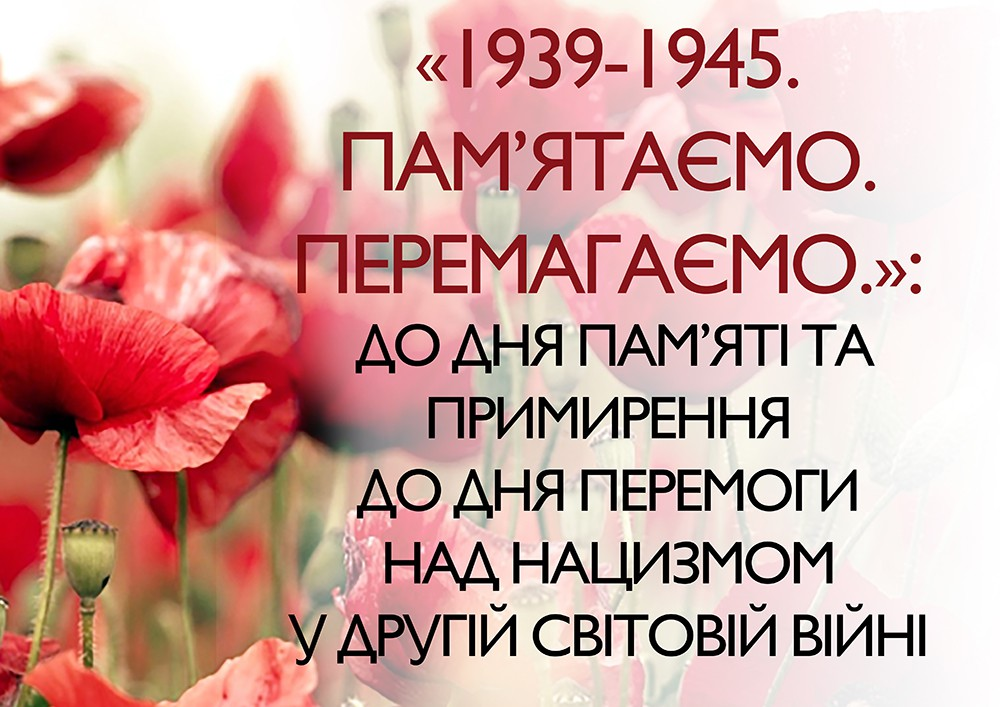 «1939-1945.
ПАМ’ЯТАЄМО.
ПЕРЕМАГАЄМО.»:
ДО ДНЯ ПАМ’ЯТІ ТА
ПРИМИРЕННЯ
ДО ДНЯ ПЕРЕМОГИ
НАД НАЦИЗМОМ
У ДРУГІЙ СВІТОВІЙ ВІЙНІ